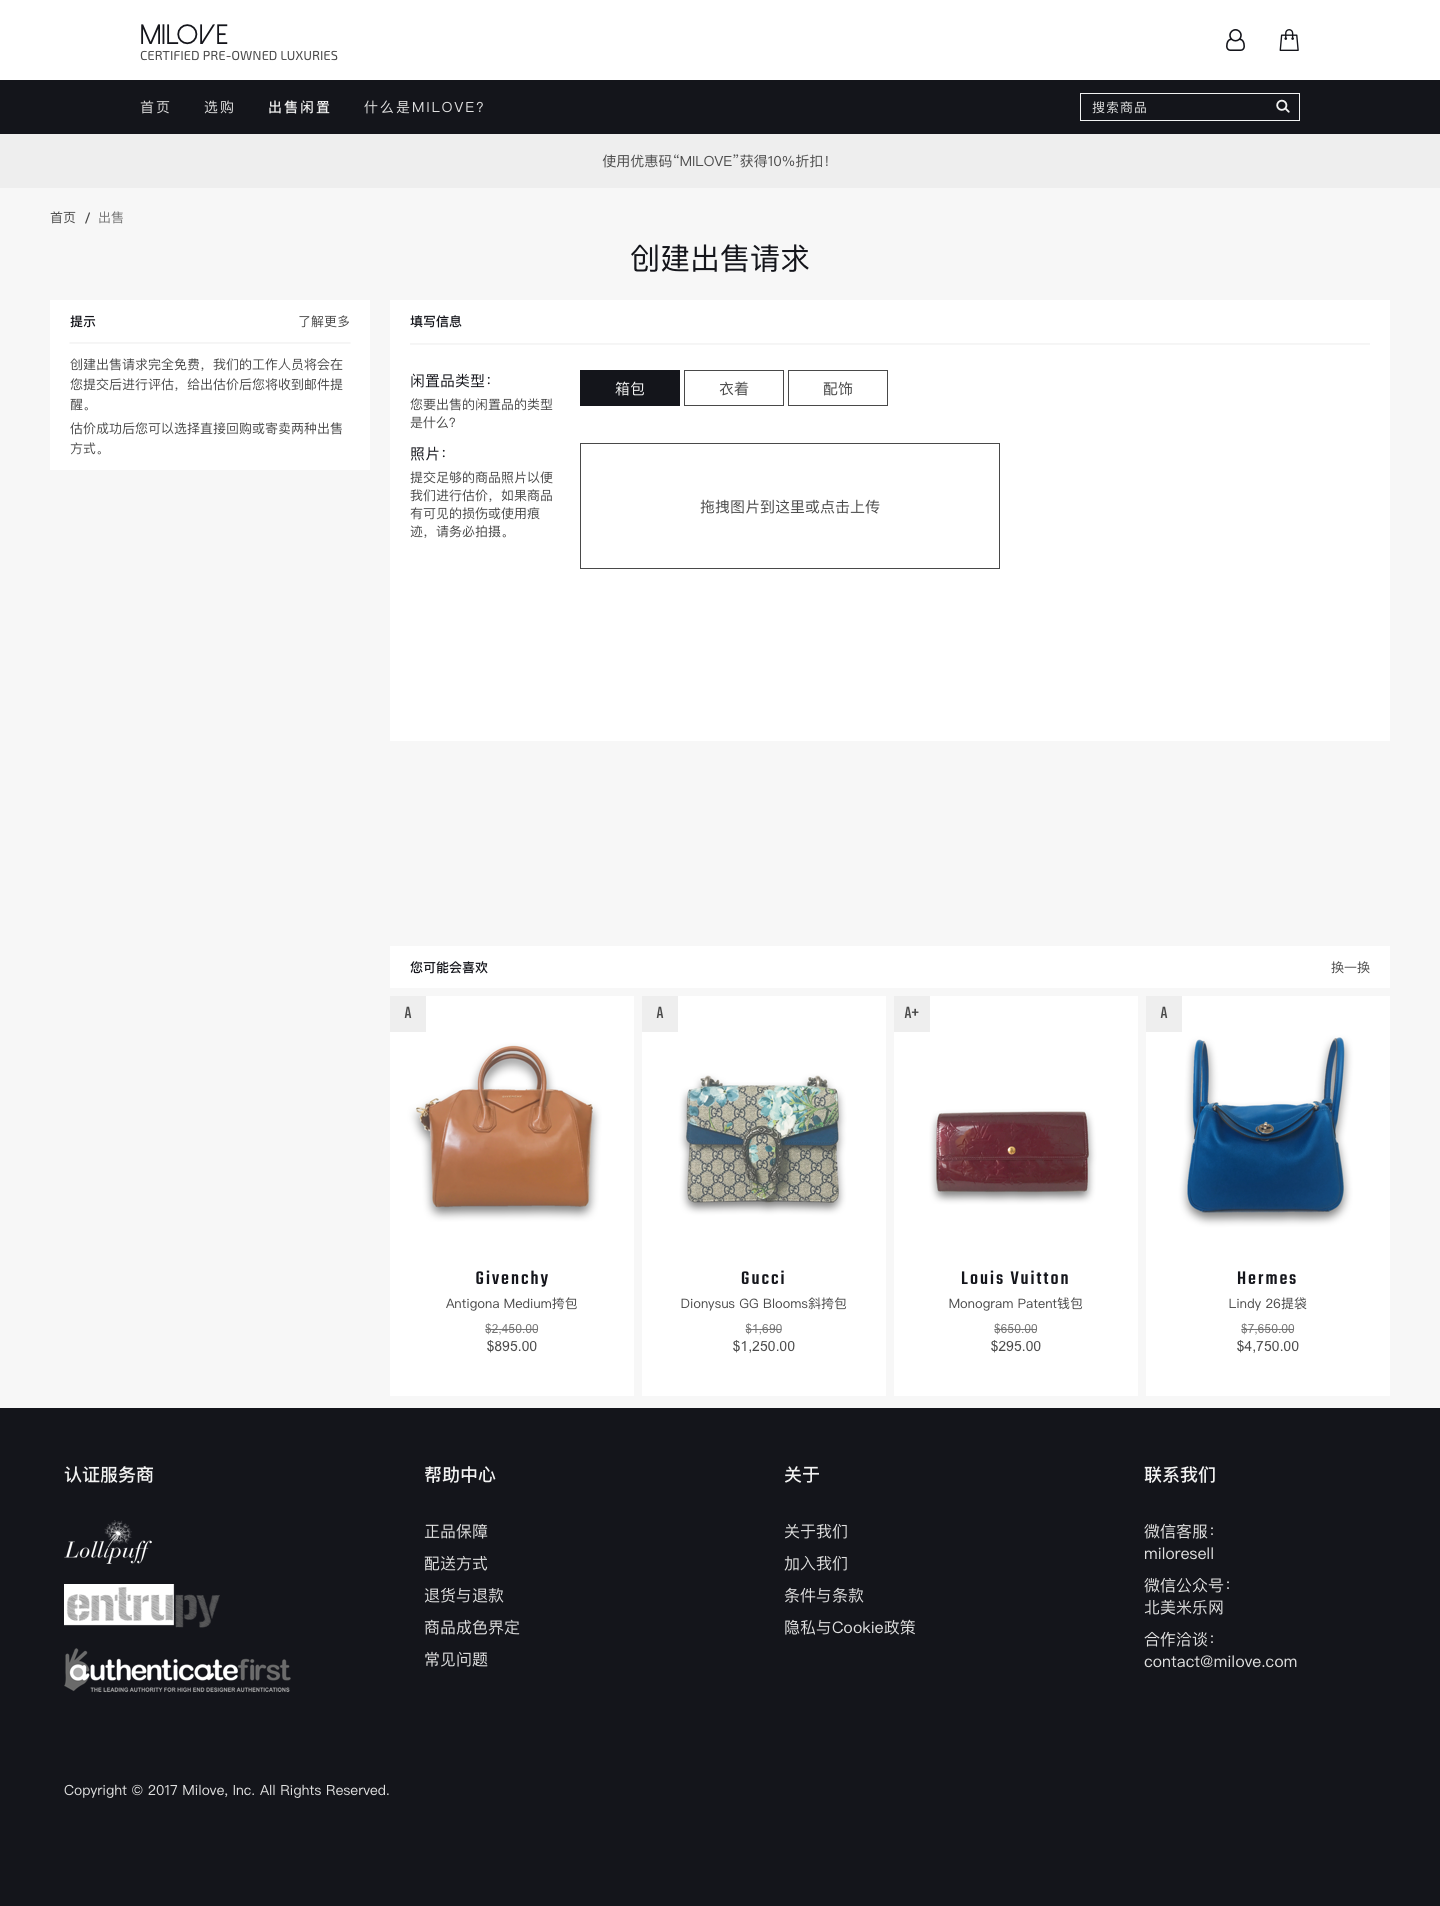 MILOVE
CERTIFIED PRE-OWNED LUXURIES
首页 选购 出售闲置 什么是MILOVE? 搜索商品
使用优惠码“MILOVE”获得10%折扣！
首页 / 出售
创建出售请求
提示 了解更多
创建出售请求完全免费，我们的工作人员将会在
您提交后进行评估，给出估价后您将收到邮件提
醒。
估价成功后您可以选择直接回购或寄卖两种出售
方式。
填写信息
闲置品类型：
您要出售的闲置品的类型
是什么？
箱包 衣着 配饰
照片：
提交足够的商品照片以便
我们进行估价，如果商品
有可见的损伤或使用痕
迹，请务必拍摄。
拖拽图片到这里或点击上传
您可能会喜欢 换一换
A
Givenchy
Antigona Medium挎包
$2,450.00
$895.00
A
Gucci
Dionysus GG Blooms斜挎包
$1,690
$1,250.00
A+
Louis Vuitton
Monogram Patent钱包
$650.00
$295.00
A
Hermes
Lindy 26提袋
$7,650.00
$4,750.00
认证服务商
Lollipuff
entrupy
authenticatefirst
THE LEADING AUTHORITY FOR HIGH END DESIGNER AUTHENTICATIONS
帮助中心
正品保障
配送方式
退货与退款
商品成色界定
常见问题
关于
关于我们
加入我们
条件与条款
隐私与Cookie政策
联系我们
微信客服：
miloresell
微信公众号：
北美米乐网
合作洽谈：
contact@milove.com
Copyright © 2017 Milove, Inc. All Rights Reserved.